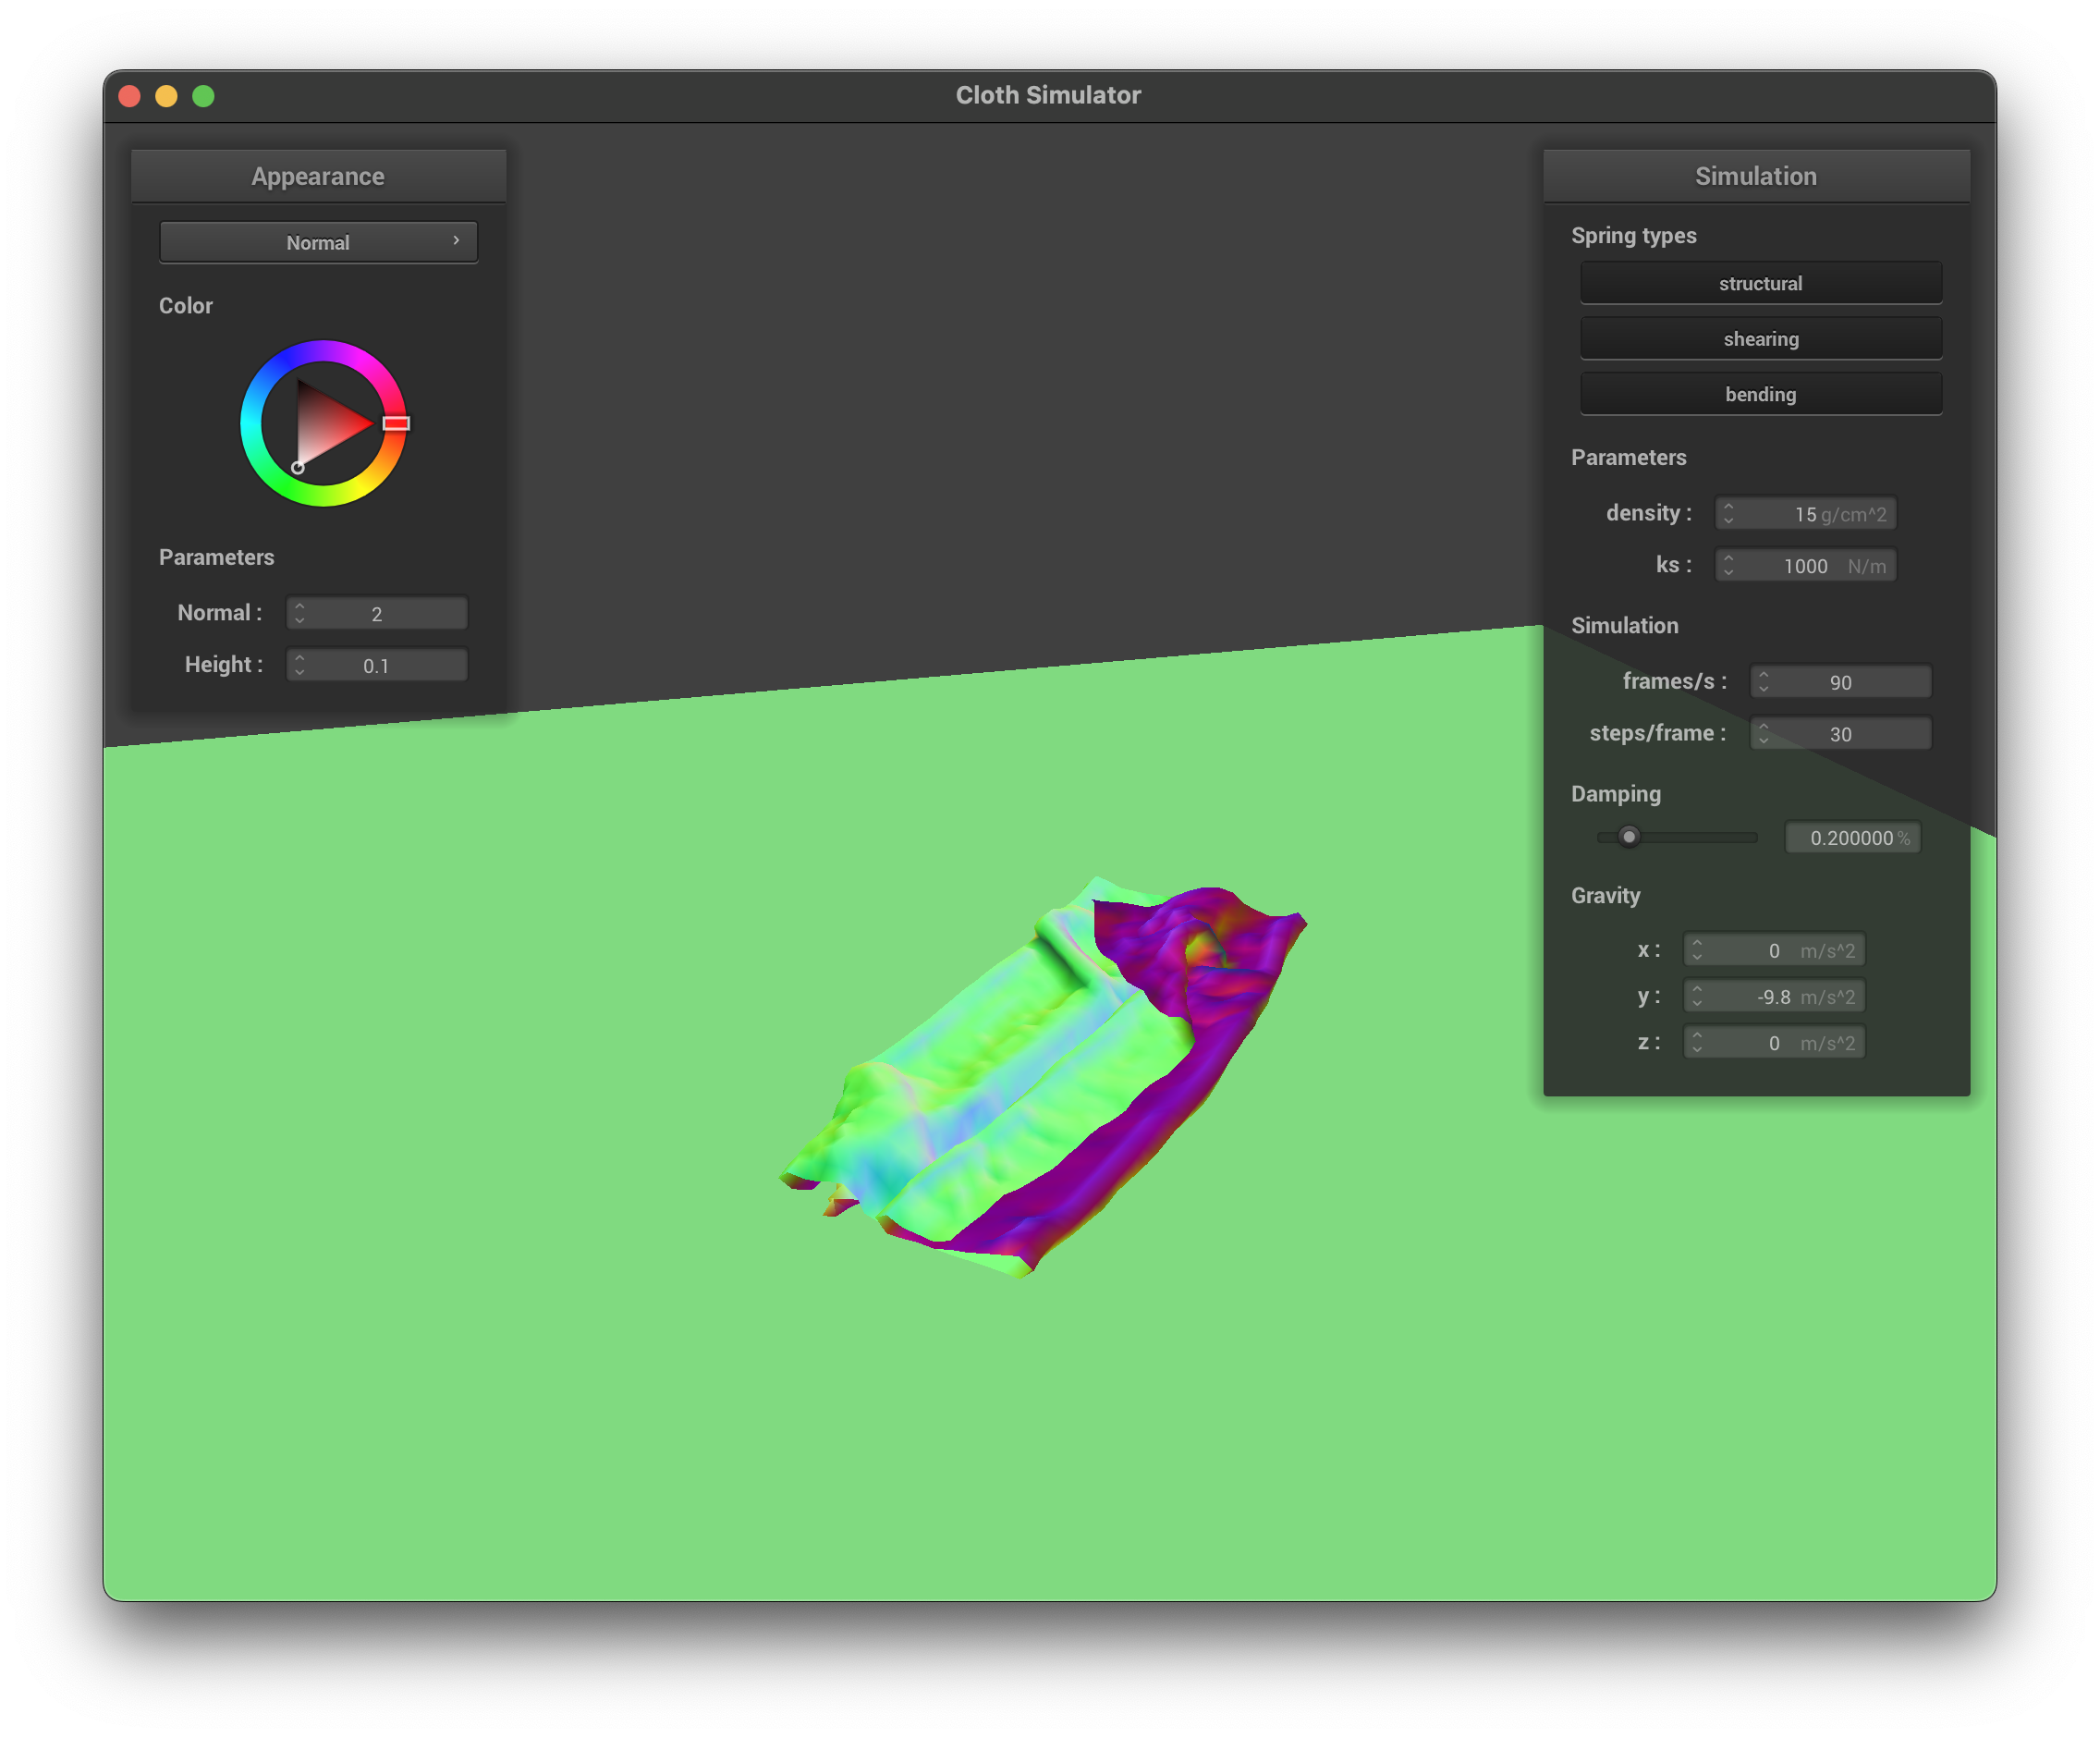 Cloth Simulator
Appearance
Normal
Color
Parameters
Normal :
2
Height :
0.1
Simulation
Spring types
structural
shearing
bending
Parameters
density :
15 g/cm^2
ks :
1000 N/m
Simulation
frames/s :
90
steps/frame :
30
Damping
0.200000 %
Gravity
x :
0 m/s^2
y :
-9.8 m/s^2
z :
0 m/s^2